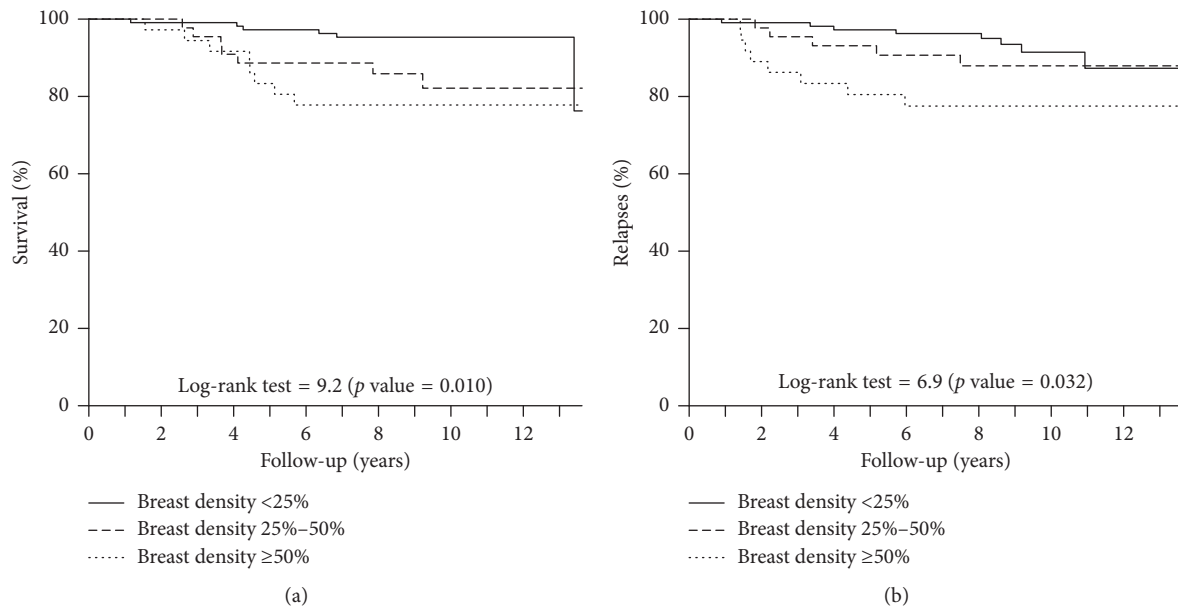 100
80
60
40
20
0
Survival (%)
Log-rank test = 9.2 (p value = 0.010)
0 2 4 6 8 10 12
Follow-up (years)
Breast density <25%
Breast density 25%–50%
Breast density ≥50%
(a)
100
80
60
40
20
0
Relapses (%)
Log-rank test = 6.9 (p value = 0.032)
0 2 4 6 8 10 12
Follow-up (years)
Breast density <25%
Breast density 25%–50%
Breast density ≥50%
(b)